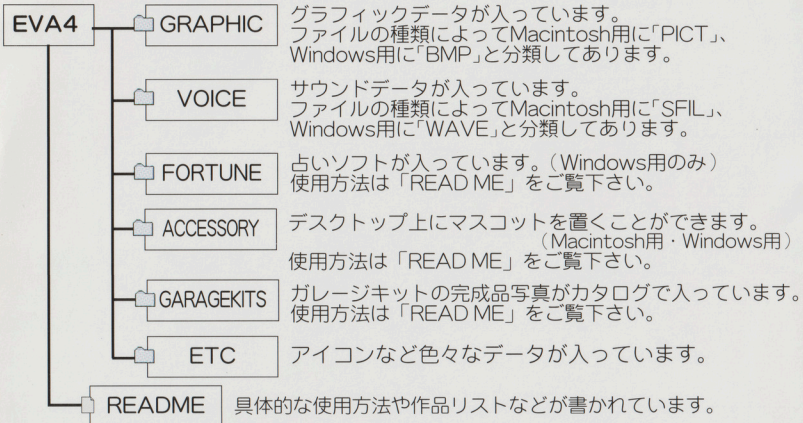 EVA4
GRAPHIC
グラフィックデータが入っています。
ファイルの種類によってMacintosh用に「PICT」、
Windows用に「BMP」と分類してあります。
VOICE
サウンドデータが入っています。
ファイルの種類によってMacintosh用に「SFIL」、
Windows用に「WAVE」と分類してあります。
FORTUNE
占いソフトが入っています。（Windows用のみ）
使用方法は「READ ME」をご覧下さい。
ACCESSORY
デスクトップ上にマスコットを置くことができます。
（Macintosh用・Windows用）
使用方法は「READ ME」をご覧下さい。
GARAGEKITS
ガレージキットの完成品写真がカタログで入っています。
使用方法は「READ ME」をご覧下さい。
ETC
アイコンなど色々なデータが入っています。
README
具体的な使用方法や作品リストなどが書かれています。